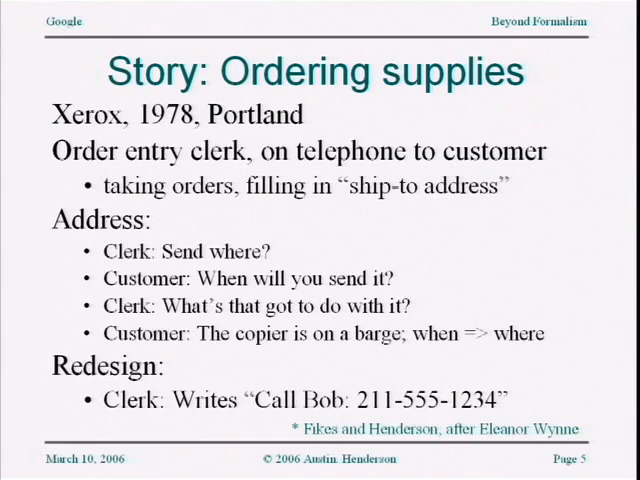 Google Beyond Formalism
Story: Ordering supplies
Xerox, 1978, Portland
Order entry clerk, on telephone to customer
• taking orders, filling in “ship-to address”
Address:
• Clerk: Send where?
• Customer: When will you send it?
• Clerk: What's that got to do with it?
• Customer: The copier is on a barge; when => where
Redesign:
• Clerk: Writes “Call Bob: 211-555-1234”
* Fikes and Henderson, after Eleanor Wynne
March 10, 2006 © 2006 Austin Henderson Page 5